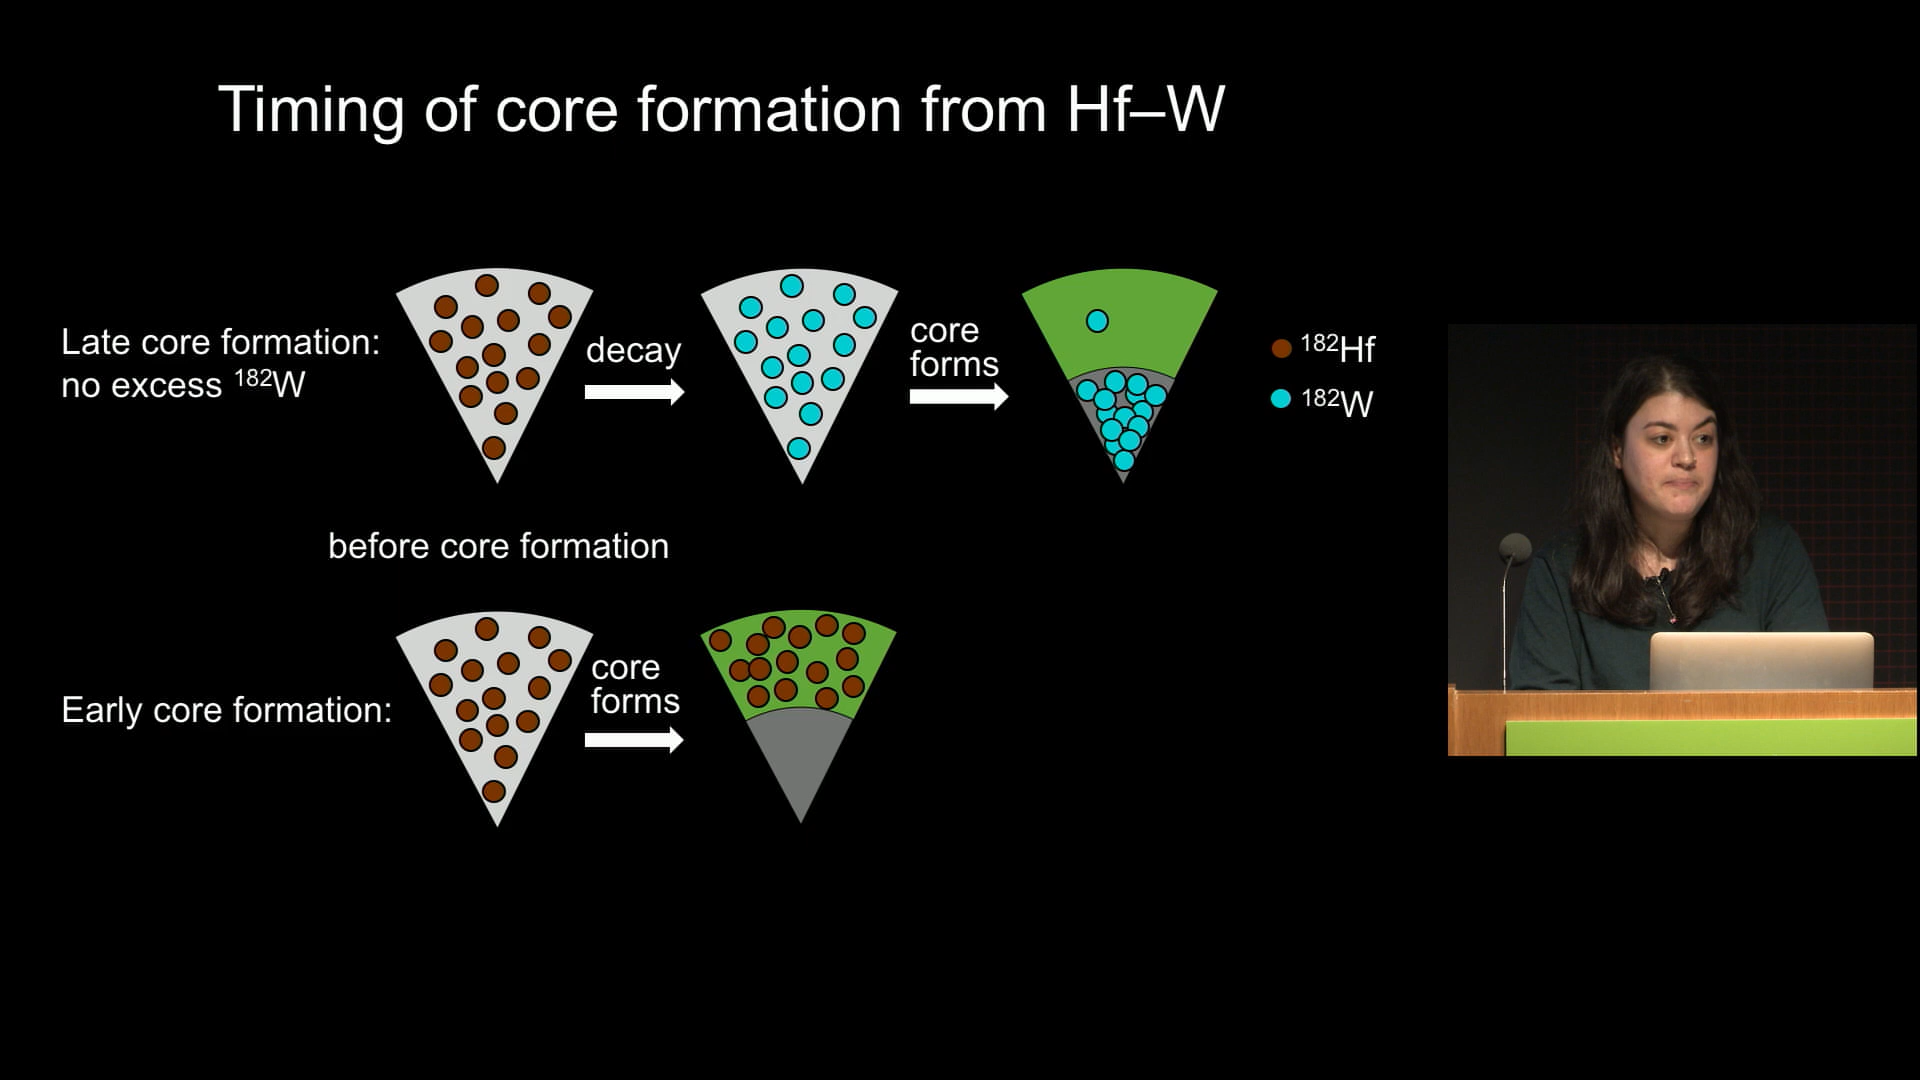 Timing of core formation from Hf–W
Late core formation:
no excess ¹⁸²W
decay
core
forms
¹⁸²Hf
¹⁸²W
before core formation
Early core formation:
core
forms